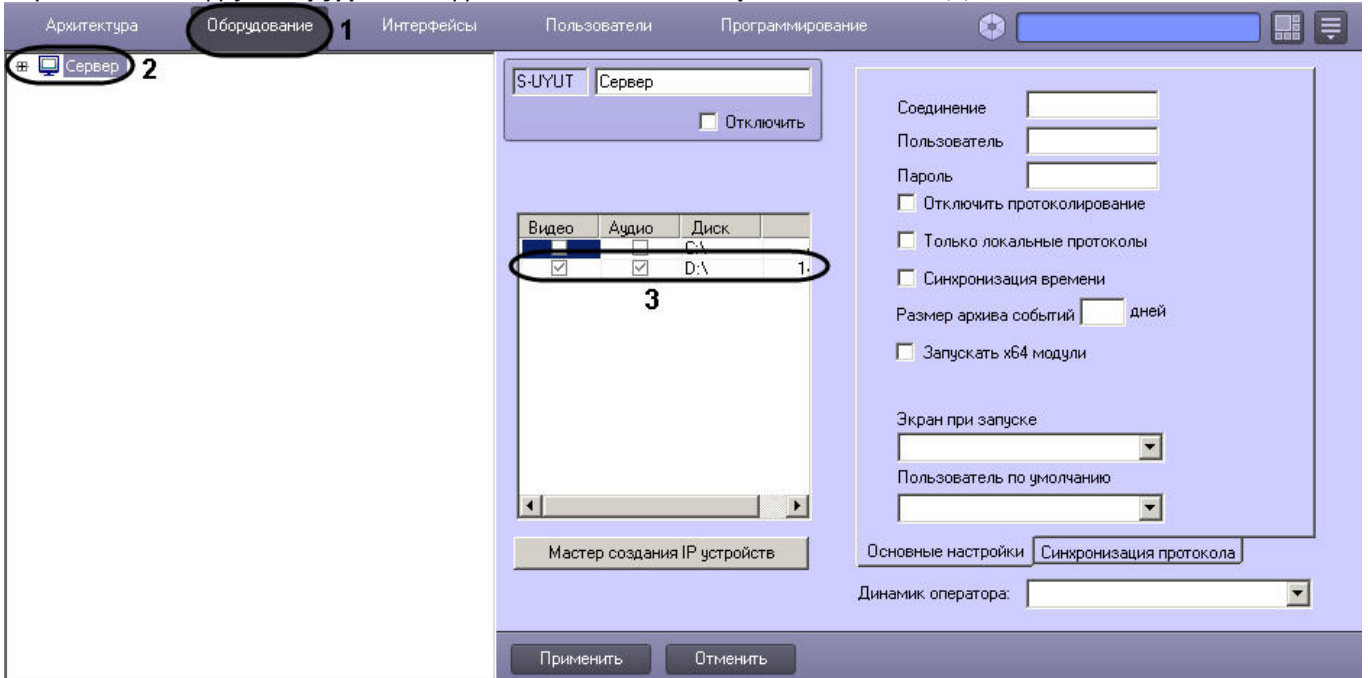 Архитектура Оборудование 1 Интерфейсы Пользователи Программирование
Сервер 2
S-UYUT Сервер
Отключить
Видео Аудио Диск
C:\
D:\ 1
3
Мастер создания IP устройств
Соединение
Пользователь
Пароль
Отключить протоколирование
Только локальные протоколы
Синхронизация времени
Размер архива событий дней
Запускать x64 модули
Экран при запуске
Пользователь по умолчанию
Основные настройки Синхронизация протокола
Динамик оператора:
Применить Отменить